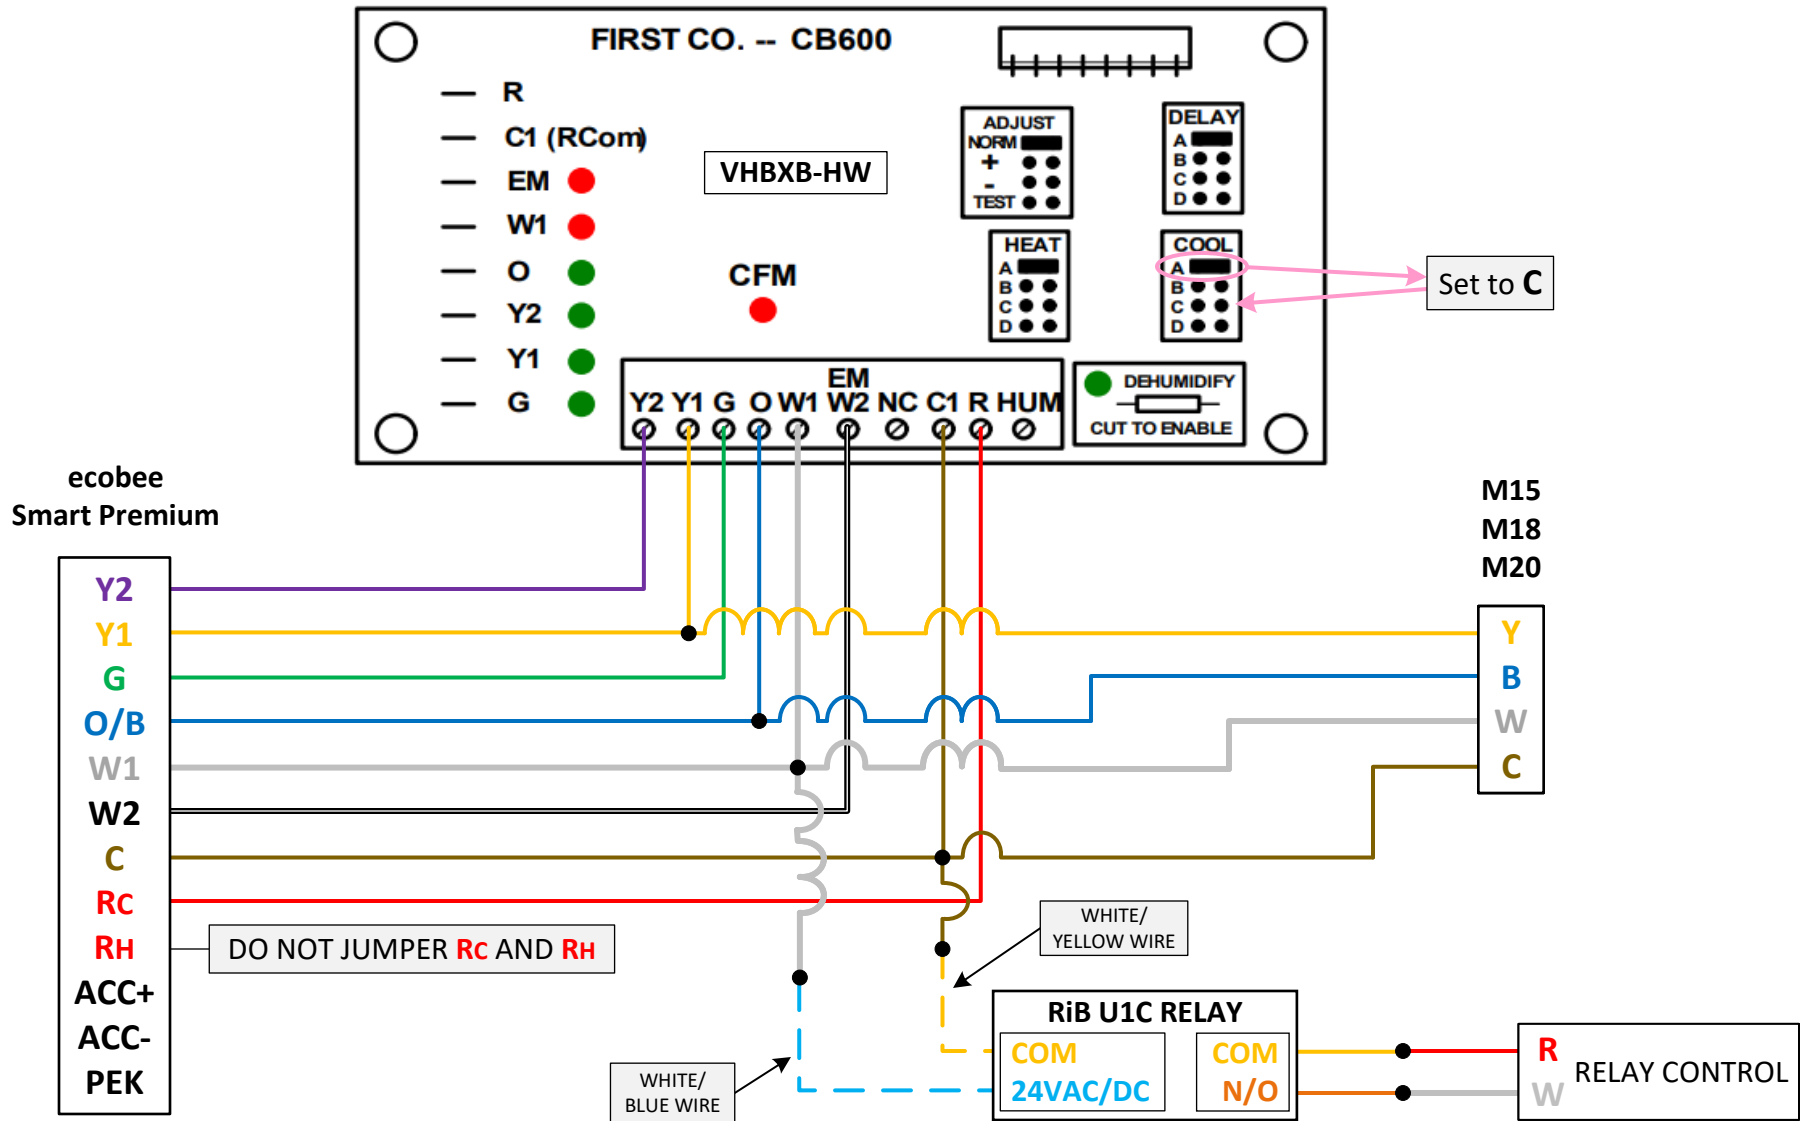 FIRST CO. -- CB600
R
C1 (RCom)
EM
W1
O
Y2
Y1
G
VHBXB-HW
CFM
ADJUST
NORM
+
-
TEST
DELAY
A
B
C
D
HEAT
A
B
C
D
COOL
A
B
C
D
Set to C
EM
Y2 Y1 G O W1 W2 NC C1 R HUM
DEHUMIDIFY
CUT TO ENABLE
ecobee
Smart Premium
Y2
Y1
G
O/B
W1
W2
C
RC
RH
ACC+
ACC-
PEK
DO NOT JUMPER RC AND RH
M15
M18
M20
Y
B
W
C
WHITE/
YELLOW WIRE
WHITE/
BLUE WIRE
RiB U1C RELAY
COM
24VAC/DC
COM
N/O
R
W
RELAY CONTROL